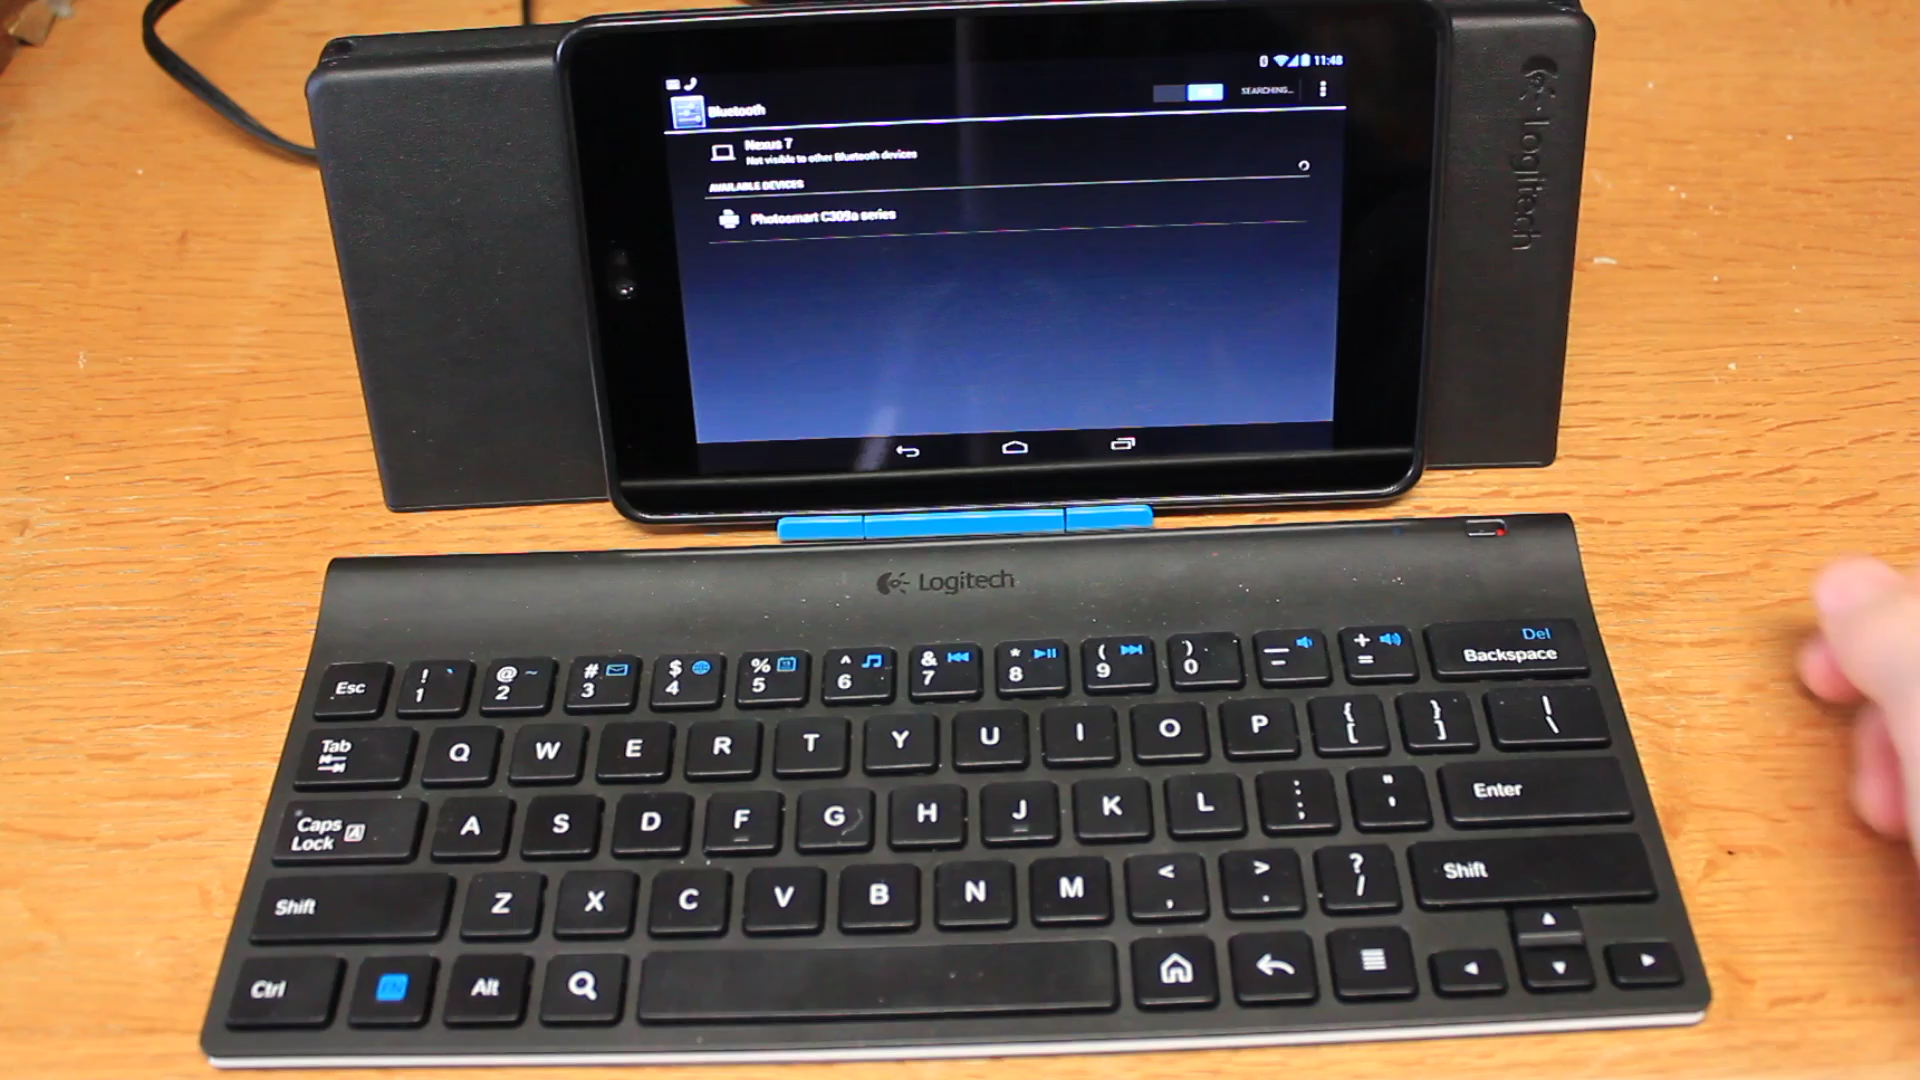 11:48
Bluetooth
SEARCHING...
Nexus 7
Not visible to other Bluetooth devices
AVAILABLE DEVICES
Photosmart C309a series
Logitech
Logitech
Esc ! 1 @ ~ 2 # 3 $ 4 % 5 ^ 6 & 7 * 8 ( 9 ) 0 — - + = Del Backspace
Tab Q W E R T Y U I O P { [ } ] | \
Caps Lock A S D F G H J K L : ; " ' Enter
Shift Z X C V B N M < , > . ? / Shift
Ctrl FN Alt